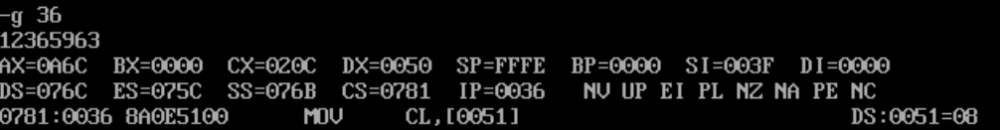 -g 36
12365963
AX=0A6C  BX=0000  CX=020C  DX=0050  SP=FFFE  BP=0000  SI=003F  DI=0000
DS=076C  ES=075C  SS=076B  CS=0781  IP=0036   NV UP EI PL NZ NA PE NC
0781:0036 8A0E5100      MOV     CL,[0051]                          DS:0051=08